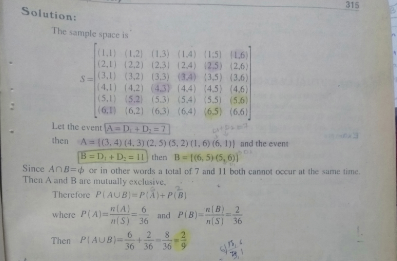 315
Solution:
The sample space is
(1,1) (1,2) (1,3) (1,4) (1,5) (1,6)
(2,1) (2,2) (2,3) (2,4) (2,5) (2,6)
S= (3,1) (3,2) (3,3) (3,4) (3,5) (3,6)
(4,1) (4,2) (4,3) (4,4) (4,5) (4,6)
(5,1) (5,2) (5,3) (5,4) (5,5) (5,6)
(6,1) (6,2) (6,3) (6,4) (6,5) (6,6)
Let the event A = D₁ + D₂ = 7
then A = {(3, 4) (4, 3) (2, 5) (5, 2) (1, 6) (6, 1)} and the event
B = D₁ + D₂ = 11 then B = {(6, 5) (5, 6)}
Since A∩B=ϕ or in other words a total of 7 and 11 both cannot occur at the same time.
Then A and B are mutually exclusive.
Therefore P(A∪B)=P(A)+P(B)
where P(A)= n(A)/n(S) = 6/36 and P(B)= n(B)/n(S) = 2/36
Then P(A∪B)= 6/36 + 2/36 = 8/36 = 2/9